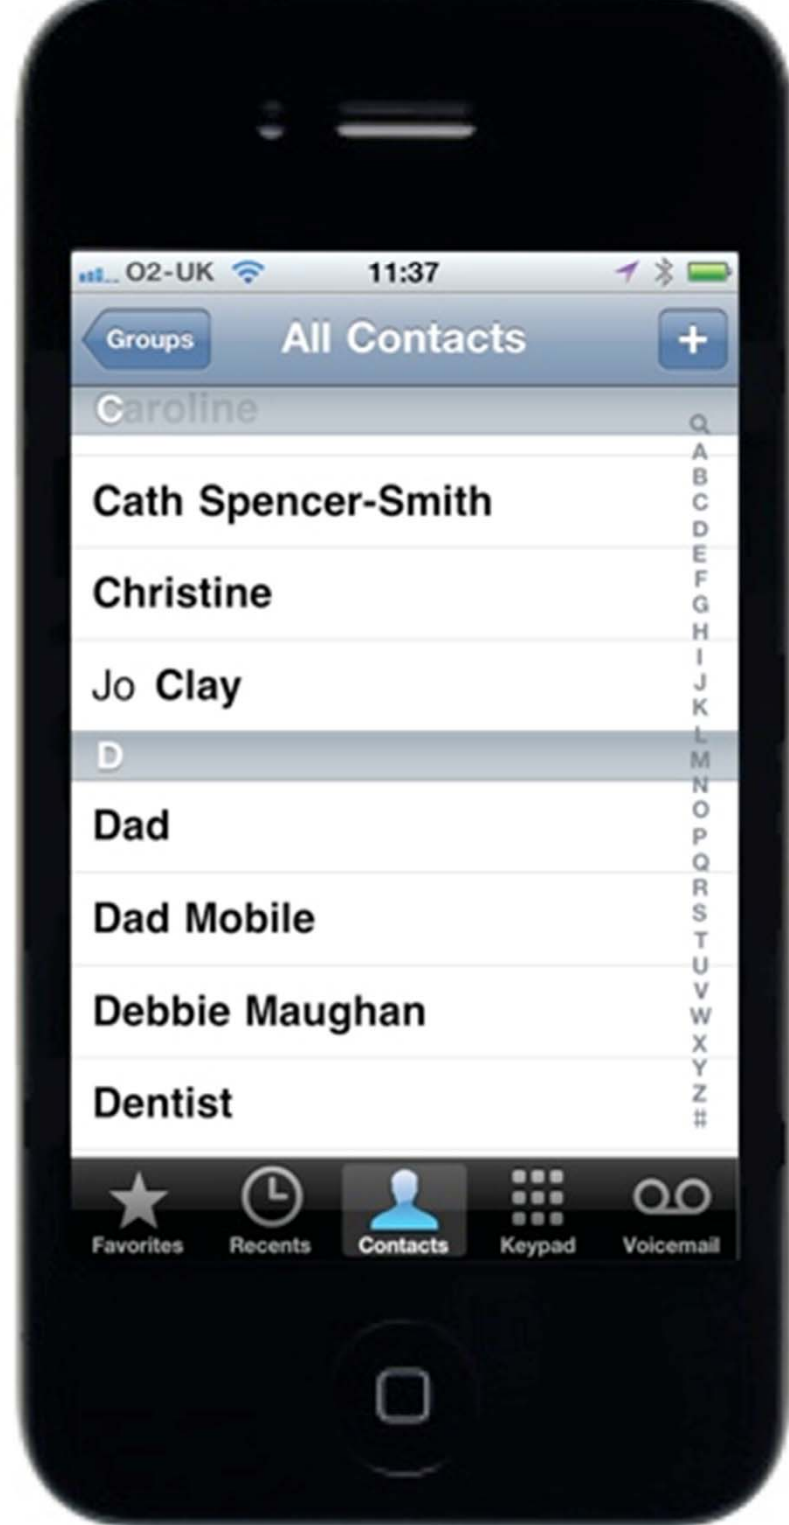 O2-UK 11:37
Groups All Contacts +
C
Caroline
Cath Spencer-Smith
Christine
Jo Clay
D
Dad
Dad Mobile
Debbie Maughan
Dentist
A
B
C
D
E
F
G
H
I
J
K
L
M
N
O
P
Q
R
S
T
U
V
W
X
Y
Z
#
Favorites Recents Contacts Keypad Voicemail